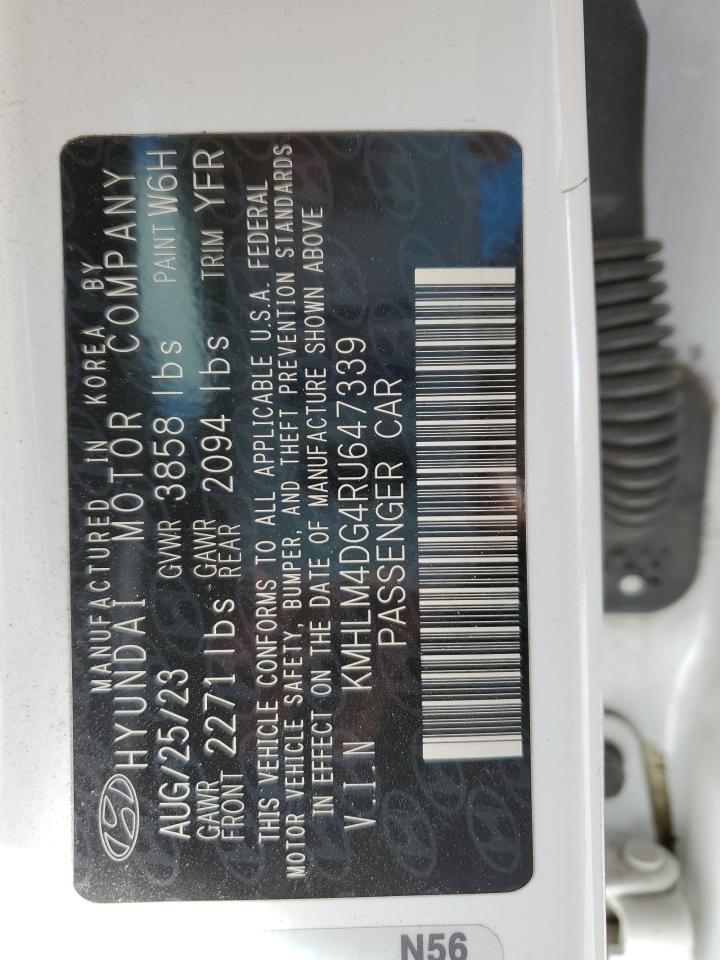 MANUFACTURED IN KOREA BY
HYUNDAI MOTOR COMPANY
AUG/25/23 GVWR 3858 lbs PAINT W6H
GAWR FRONT 2271 lbs GAWR REAR 2094 lbs TRIM YFR
THIS VEHICLE CONFORMS TO ALL APPLICABLE U.S.A. FEDERAL
MOTOR VEHICLE SAFETY, BUMPER, AND THEFT PREVENTION STANDARDS
IN EFFECT ON THE DATE OF MANUFACTURE SHOWN ABOVE
V.I.N KMHLM4DG4RU647339
PASSENGER CAR
N56